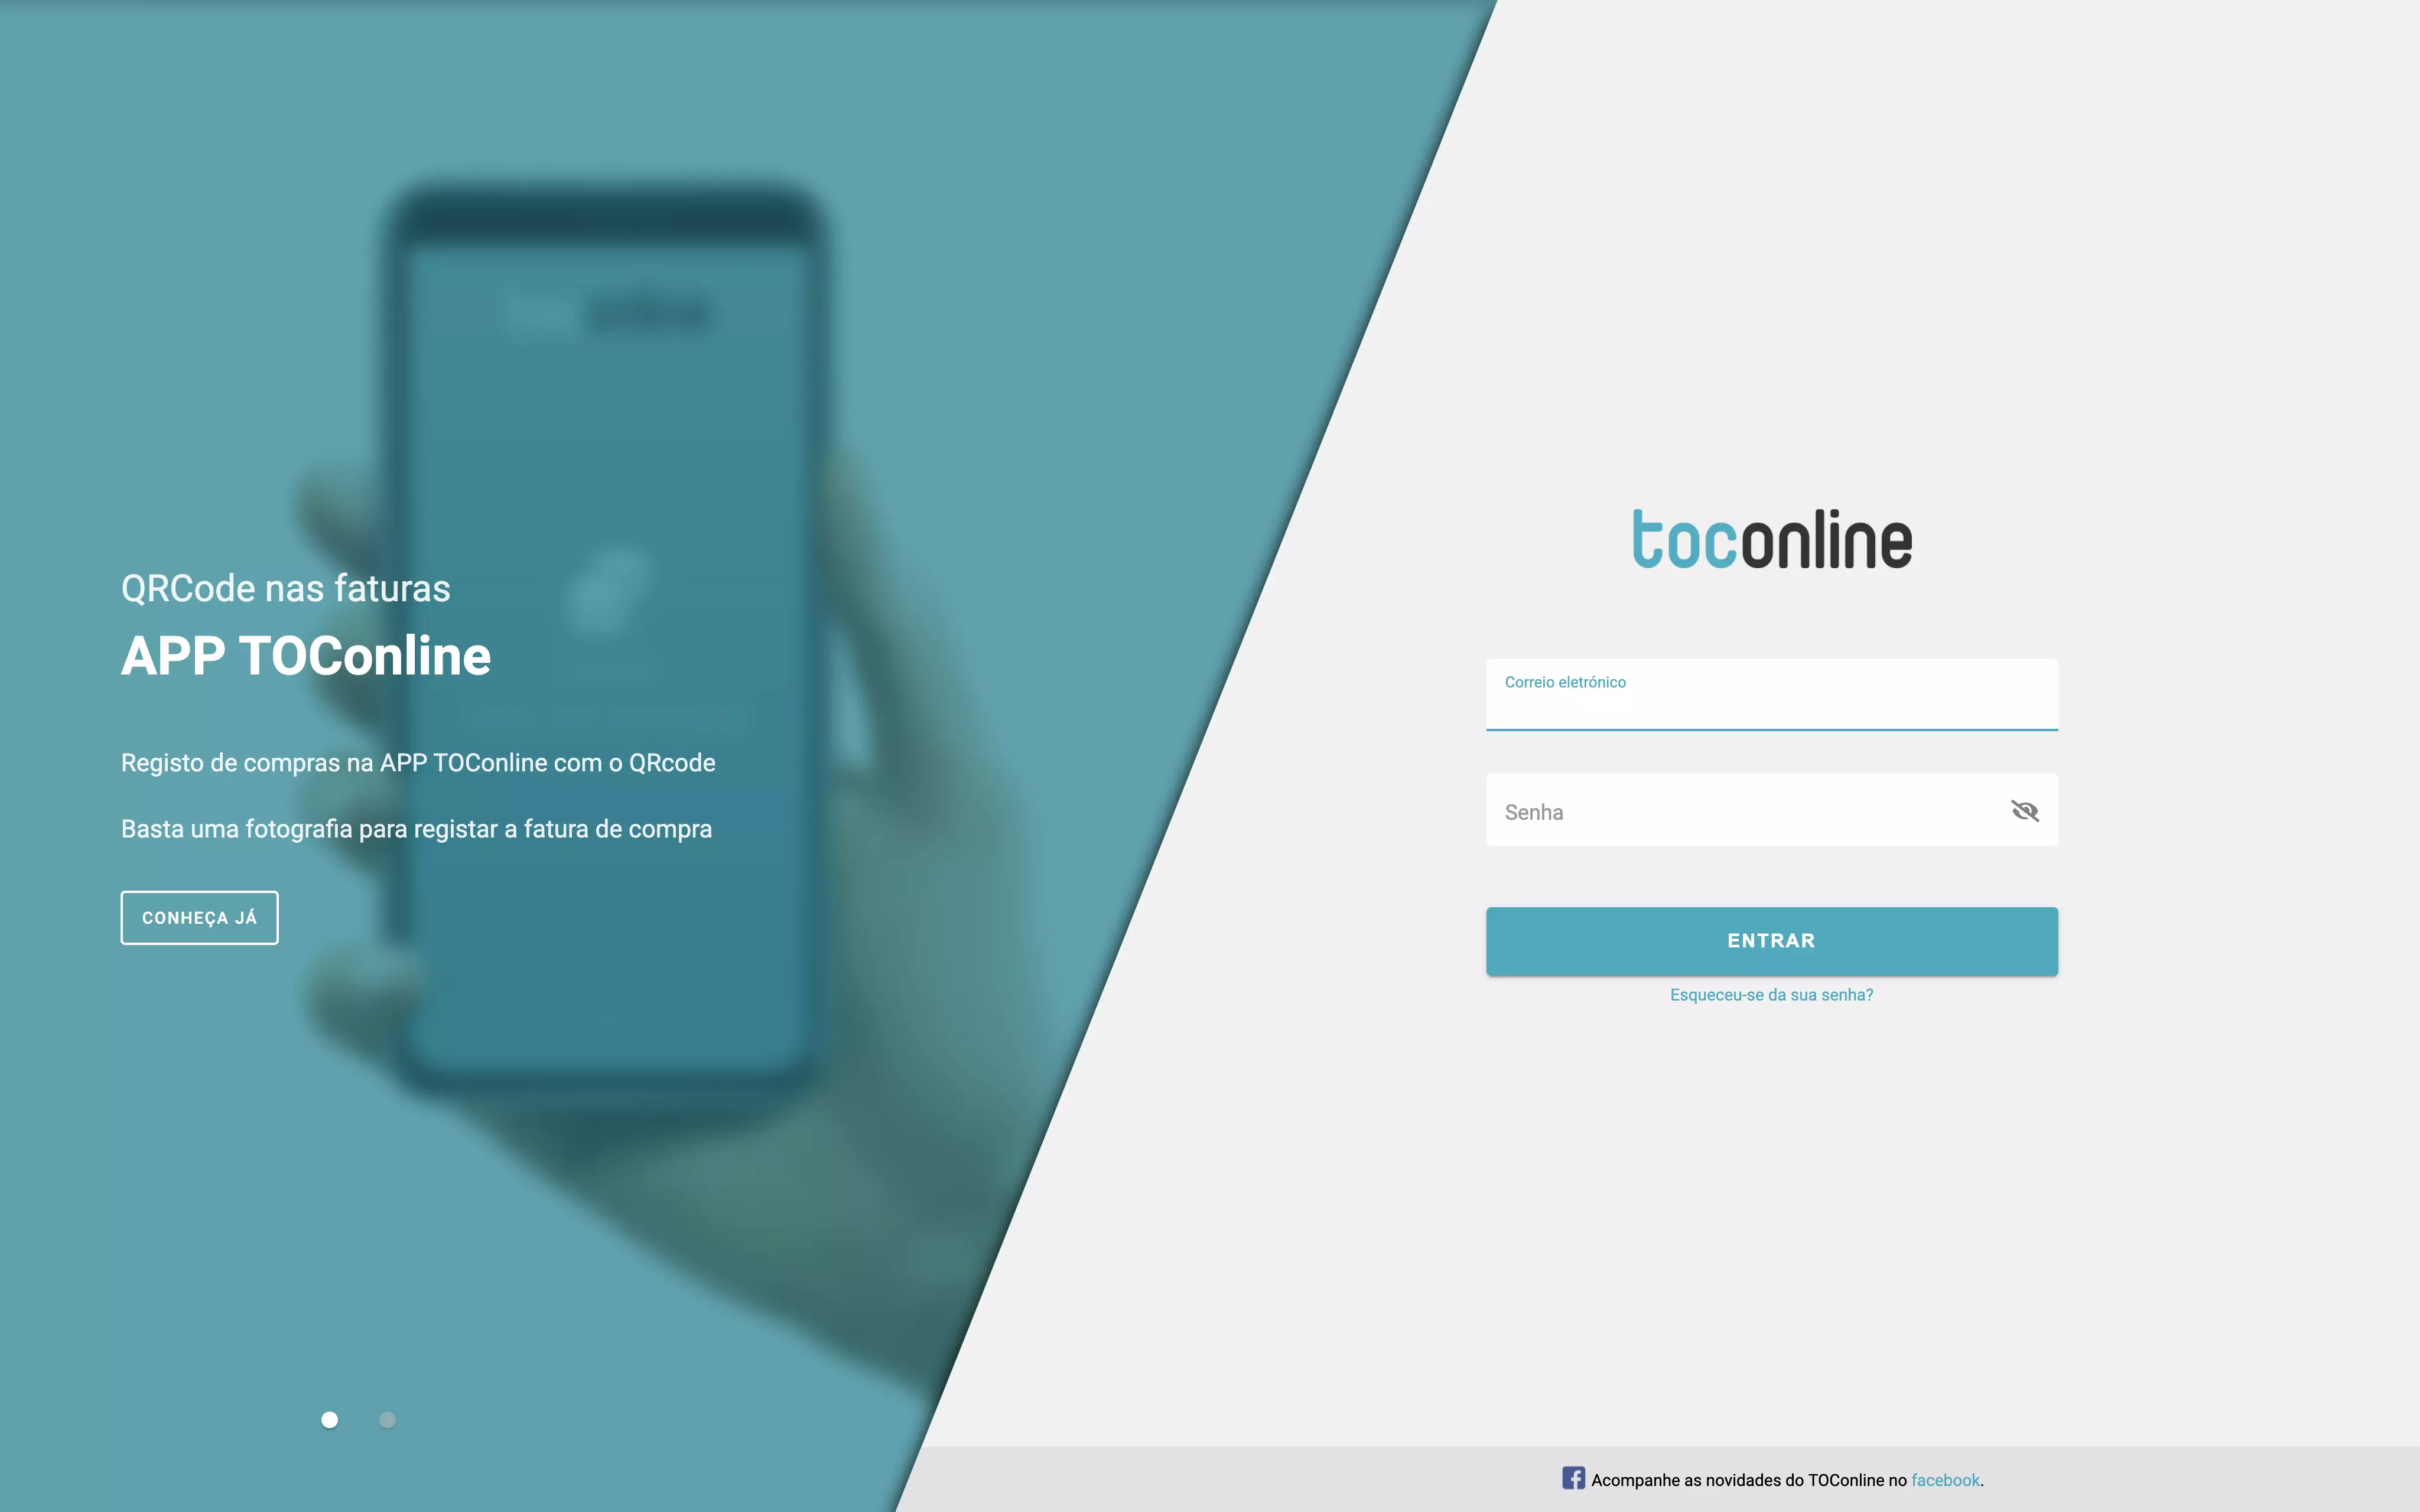 QRCode nas faturas
APP TOConline
Registo de compras na APP TOConline com o QRcode
Basta uma fotografia para registar a fatura de compra
CONHEÇA JÁ
toconline
Correio eletrónico
Senha
ENTRAR
Esqueceu-se da sua senha?
Acompanhe as novidades do TOConline no facebook.